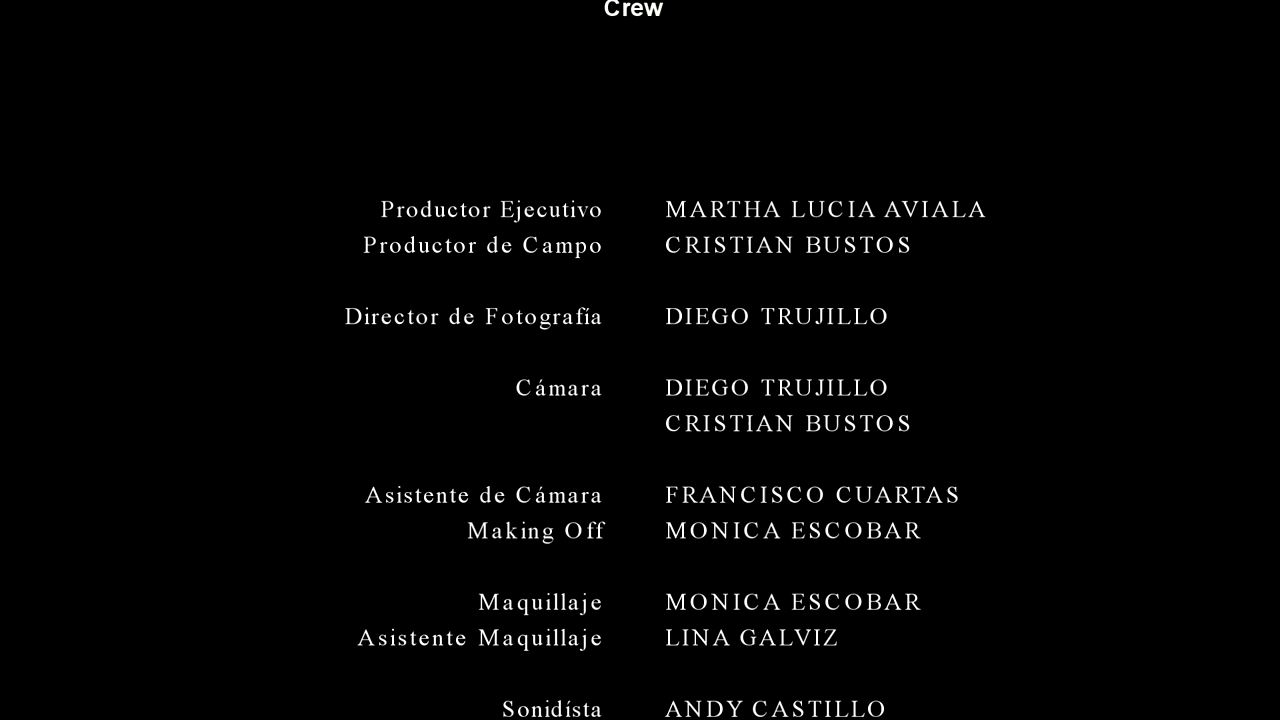 Crew
Productor Ejecutivo MARTHA LUCIA AVIALA
Productor de Campo CRISTIAN BUSTOS
Director de Fotografía DIEGO TRUJILLO
Cámara DIEGO TRUJILLO
CRISTIAN BUSTOS
Asistente de Cámara FRANCISCO CUARTAS
Making Off MONICA ESCOBAR
Maquillaje MONICA ESCOBAR
Asistente Maquillaje LINA GALVIZ
Sonidísta ANDY CASTILLO